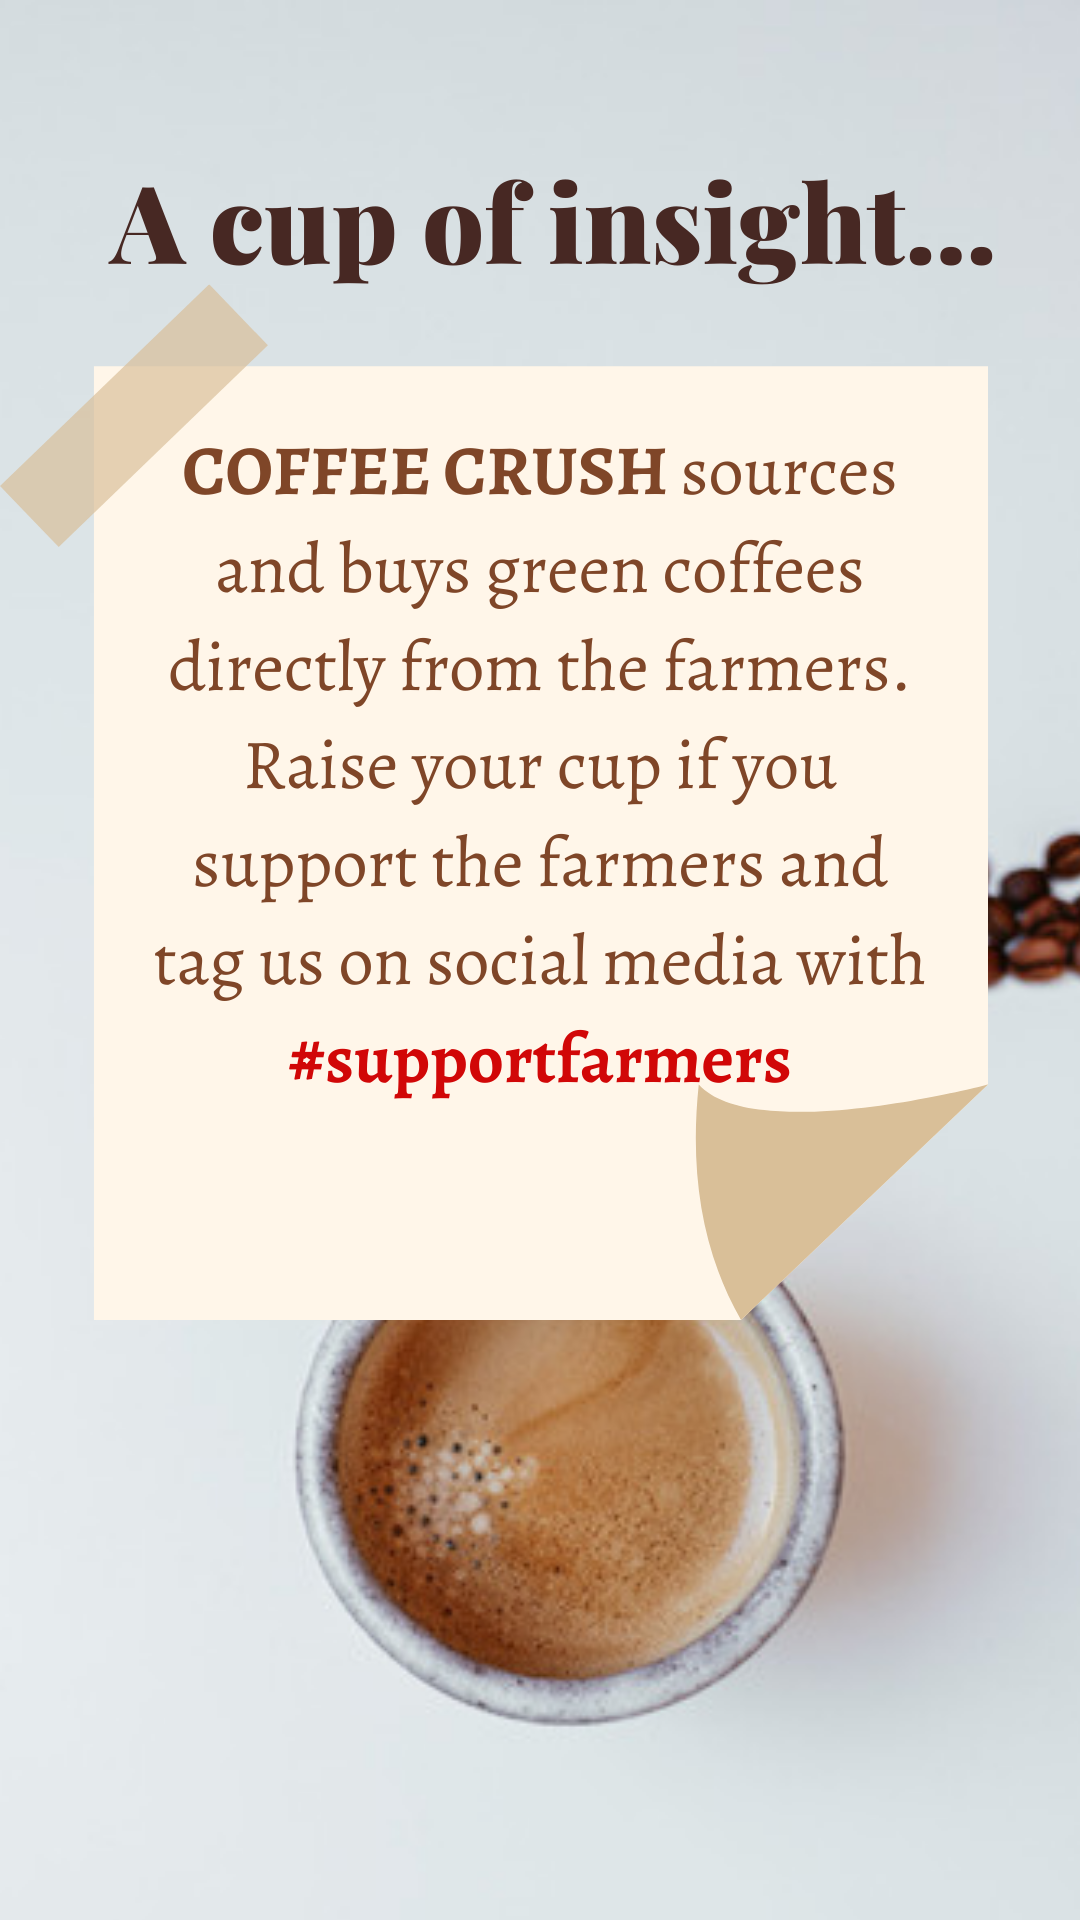 A cup of insight...
COFFEE CRUSH sources
and buys green coffees
directly from the farmers.
Raise your cup if you
support the farmers and
tag us on social media with
#supportfarmers